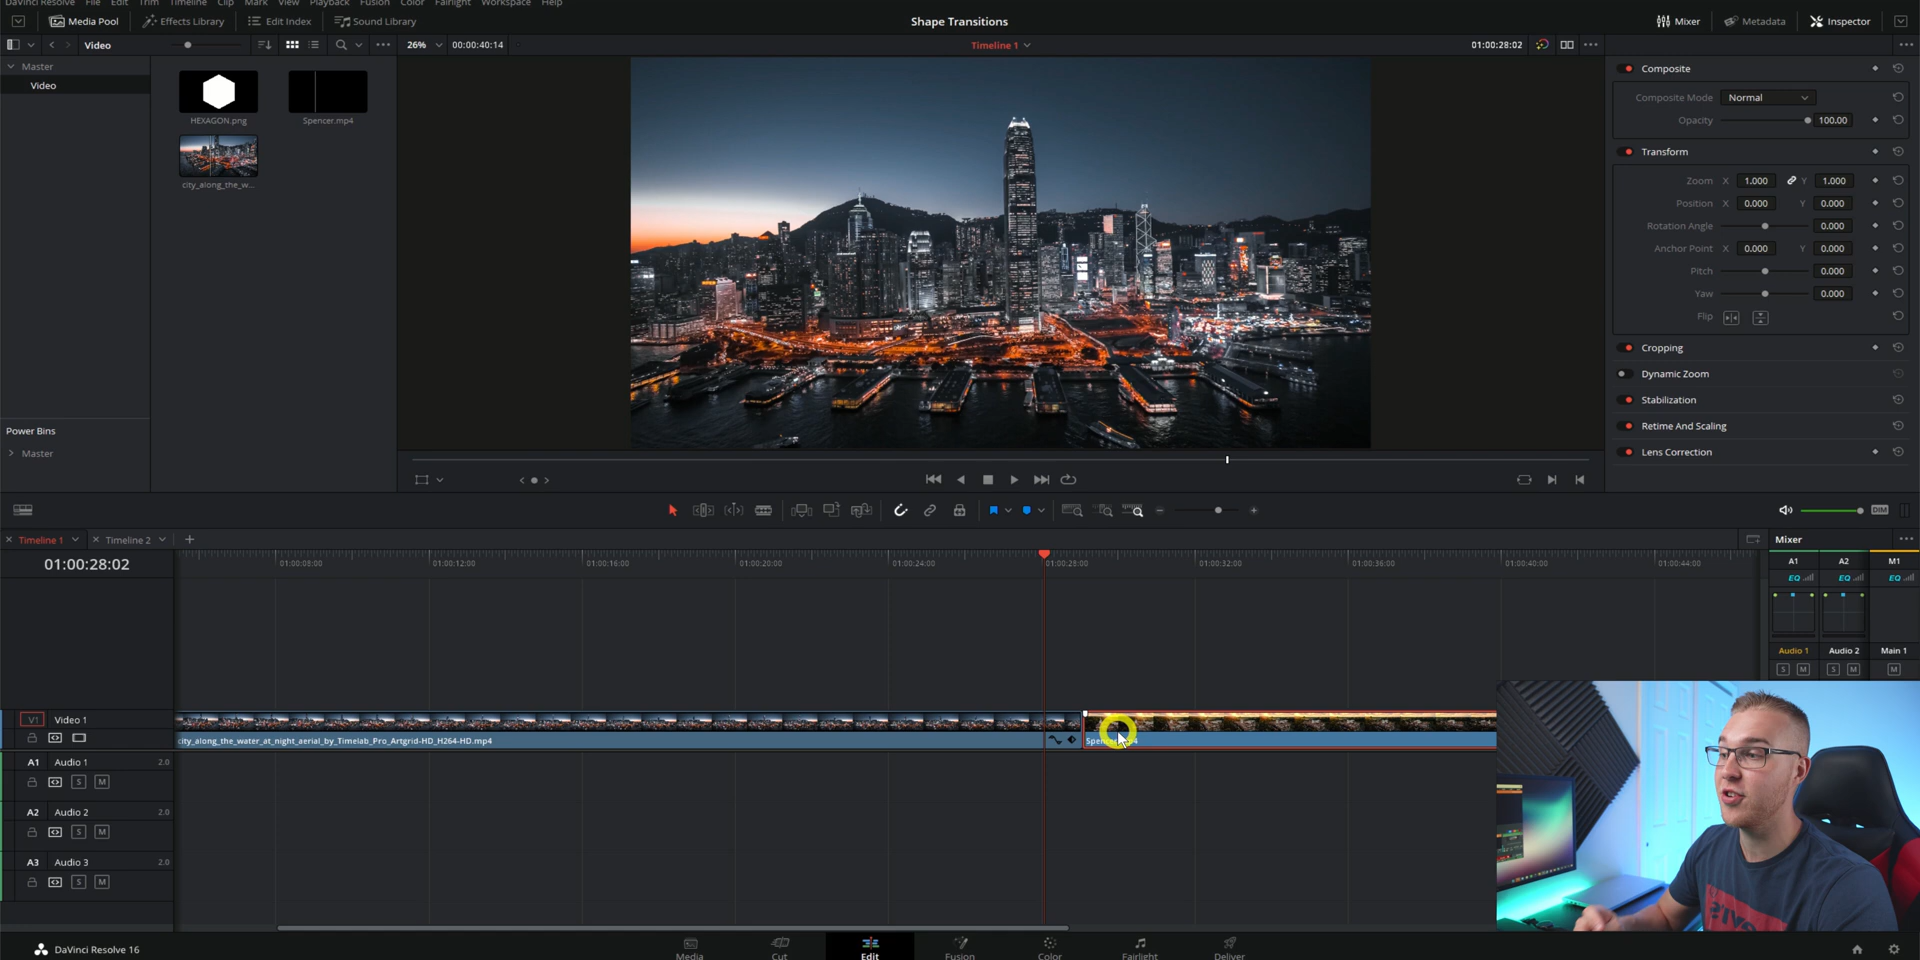 DaVinci Resolve File Edit Trim Timeline Clip Mark View Playback Fusion Color Fairlight Workspace Help
Media Pool Effects Library Edit Index Sound Library
Shape Transitions
Mixer Metadata Inspector
Video
26% 00:00:40:14
Timeline 1
01:00:28:02
Master
Video
HEXAGON.png
Spencer.mp4
city_along_the_w...
Power Bins
Master
Composite
Composite Mode Normal
Opacity 100.00
Transform
Zoom X 1.000 Y 1.000
Position X 0.000 Y 0.000
Rotation Angle 0.000
Anchor Point X 0.000 Y 0.000
Pitch 0.000
Yaw 0.000
Flip
Cropping
Dynamic Zoom
Stabilization
Retime And Scaling
Lens Correction
DIM
Timeline 1 Timeline 2
01:00:28:02
01:00:08:00 01:00:12:00 01:00:16:00 01:00:20:00 01:00:24:00 01:00:28:00 01:00:32:00 01:00:36:00 01:00:40:00 01:00:44:00
Mixer
A1 A2 M1
EQ EQ EQ
Audio 1 Audio 2 Main 1
S M S M M
V1 Video 1
city_along_the_water_at_night_aerial_by_Timelab_Pro_Artgrid-HD_H264-HD.mp4
A1 Audio 1 2.0
S M
A2 Audio 2 2.0
S M
A3 Audio 3 2.0
S M
DaVinci Resolve 16
Media Cut Edit Fusion Color Fairlight Deliver